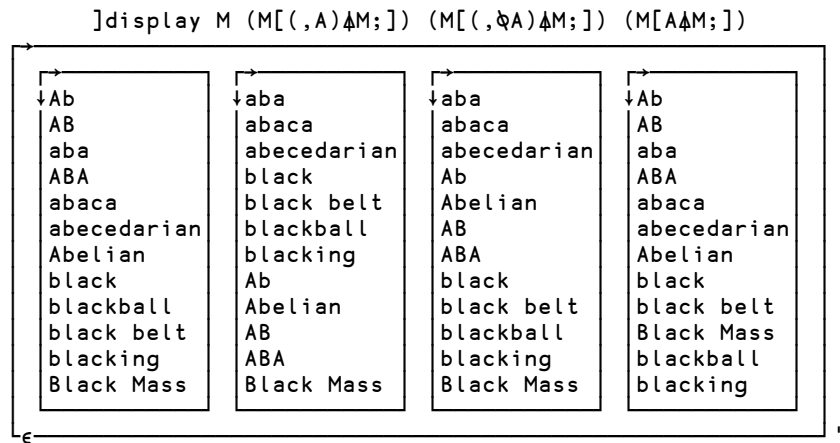 ]display M (M[(,A)⍋M;]) (M[(,⍉A)⍋M;]) (M[A⍋M;])
┌→────────────────────────────────────────────────────────┐
│ ┌→───────────┐ ┌→───────────┐ ┌→───────────┐ ┌→───────────┐ │
│ ↓Ab          │ ↓aba         │ ↓aba         │ ↓Ab          │ │
│ │AB          │ │abaca       │ │abaca       │ │AB          │ │
│ │aba         │ │abecedarian │ │abecedarian │ │aba         │ │
│ │ABA         │ │black       │ │Ab          │ │ABA         │ │
│ │abaca       │ │black belt  │ │Abelian     │ │abaca       │ │
│ │abecedarian │ │blackball   │ │AB          │ │abecedarian │ │
│ │Abelian     │ │blacking    │ │ABA         │ │Abelian     │ │
│ │black       │ │Ab          │ │black       │ │black       │ │
│ │blackball   │ │Abelian     │ │black belt  │ │black belt  │ │
│ │black belt  │ │AB          │ │blackball   │ │Black Mass  │ │
│ │blacking    │ │ABA         │ │blacking    │ │blackball   │ │
│ │Black Mass  │ │Black Mass  │ │Black Mass  │ │blacking    │ │
│ └────────────┘ └────────────┘ └────────────┘ └────────────┘ │
└∊────────────────────────────────────────────────────────┘